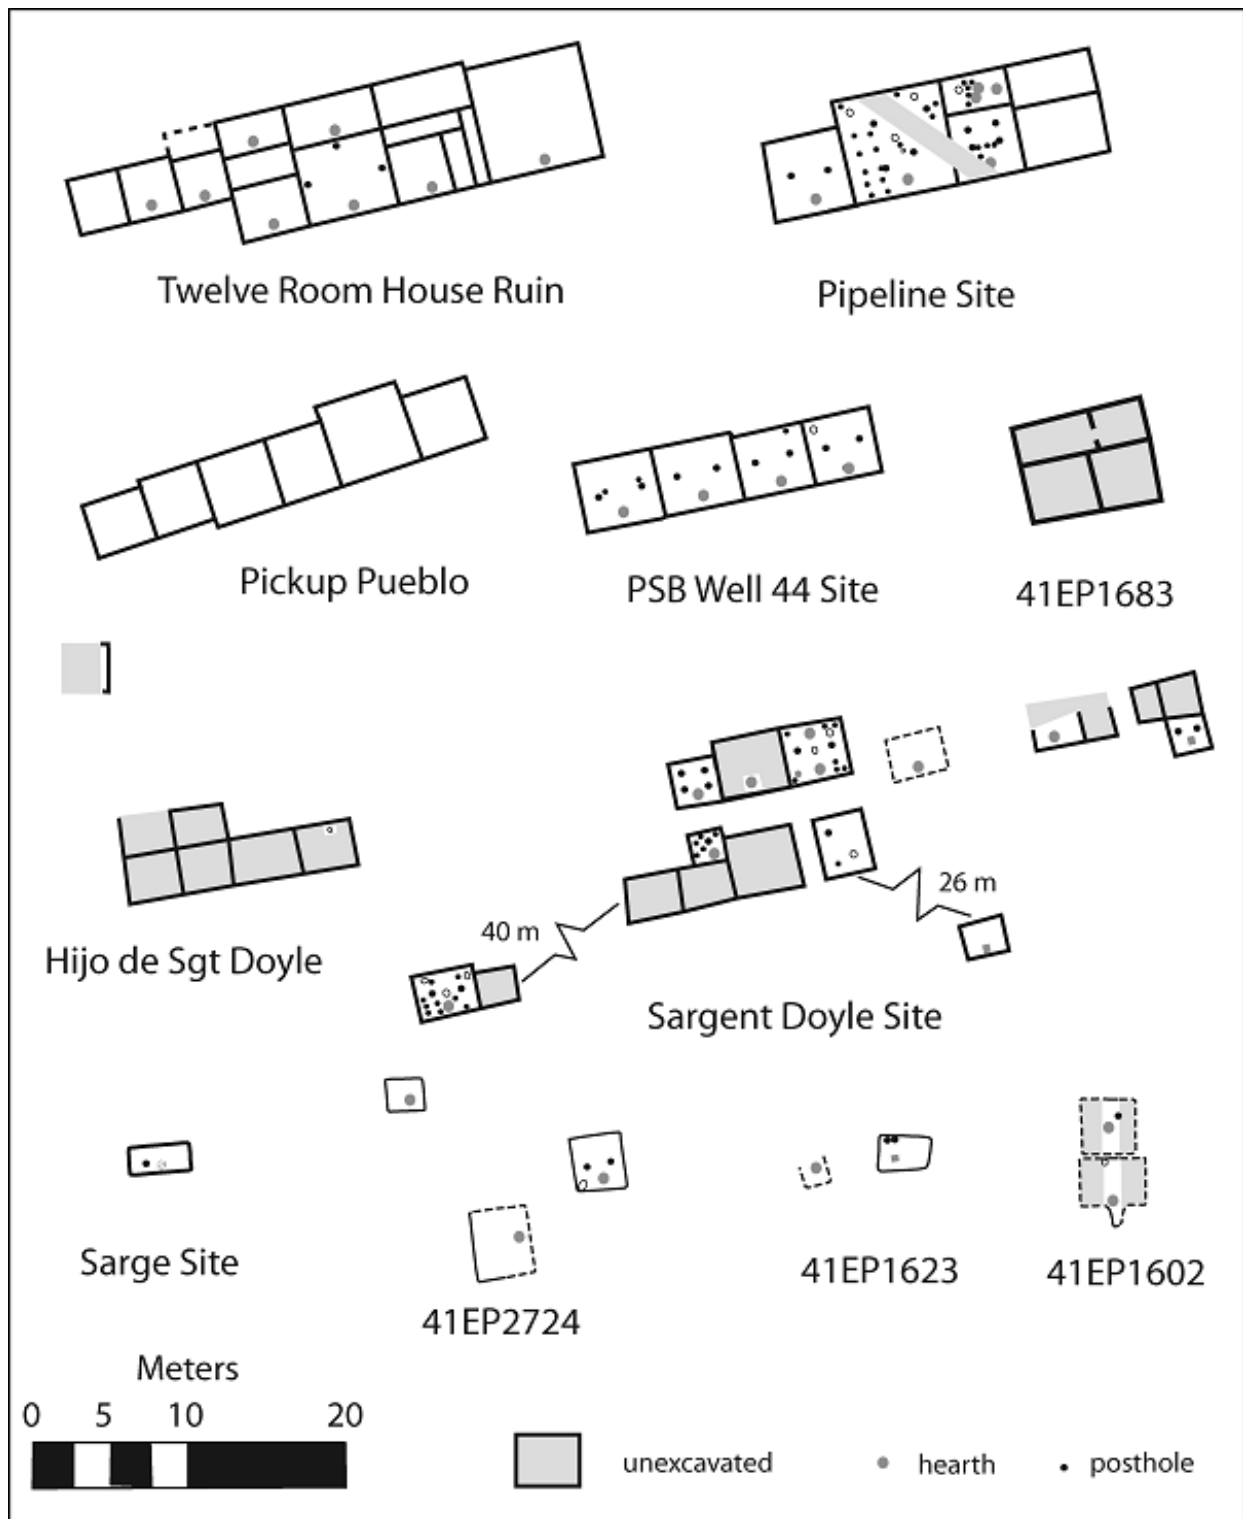 Twelve Room House Ruin
Pipeline Site
Pickup Pueblo
PSB Well 44 Site
41EP1683
Hijo de Sgt Doyle
40 m
26 m
Sargent Doyle Site
Sarge Site
41EP2724
41EP1623
41EP1602
Meters
0 5 10 20
unexcavated
hearth
posthole